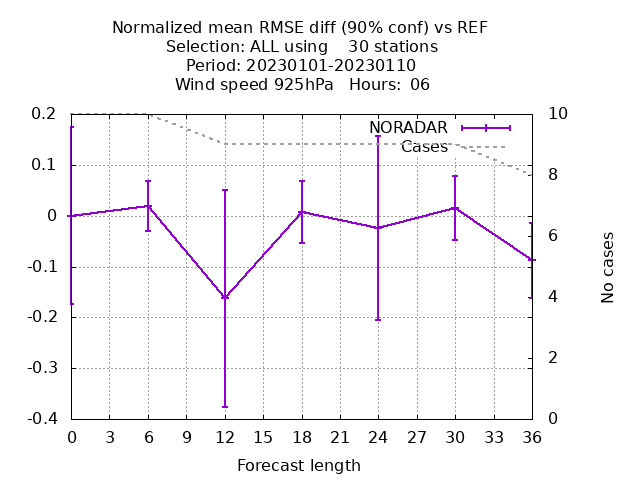 Normalized mean RMSE diff (90% conf) vs REF
Selection: ALL using    30 stations
Period: 20230101-20230110
Wind speed 925hPa   Hours:  06
NORADAR
Cases
0.2
0.1
0
-0.1
-0.2
-0.3
-0.4
10
8
6
4
2
0
No cases
0 3 6 9 12 15 18 21 24 27 30 33 36
Forecast length